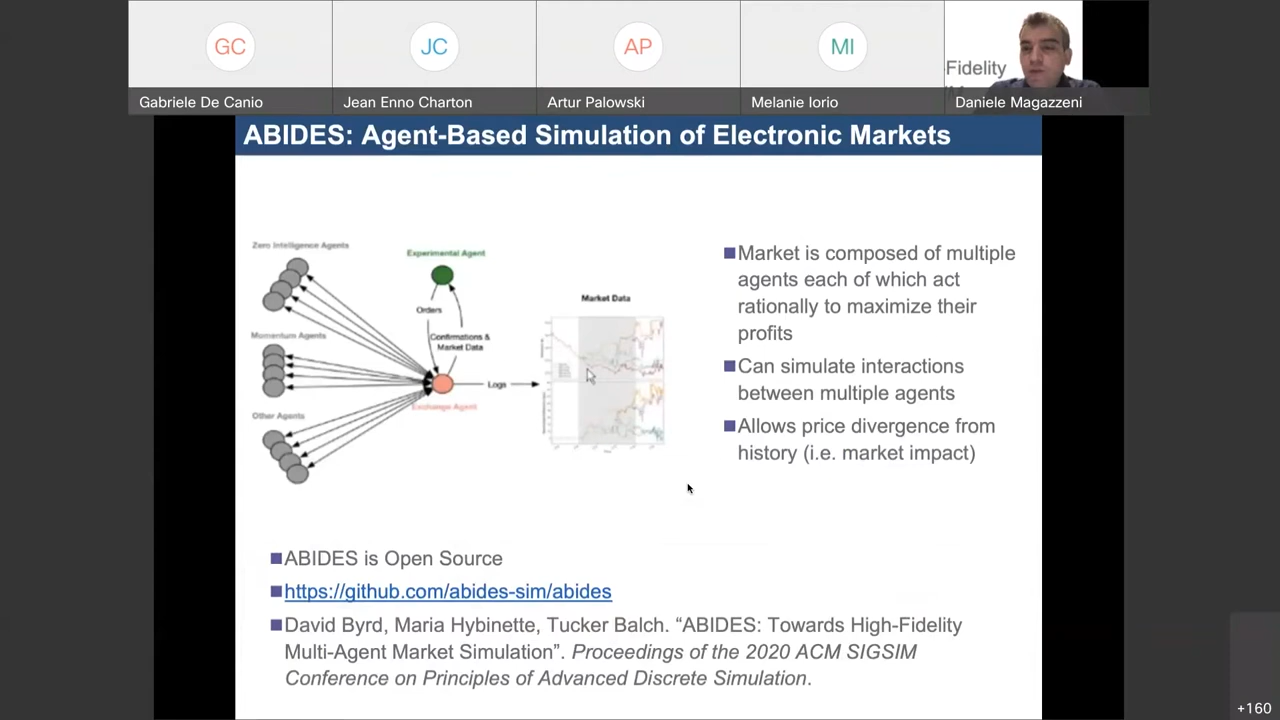 GC
JC
AP
MI
Fidelity
Gabriele De Canio
Jean Enno Charton
Artur Palowski
Melanie Iorio
Daniele Magazzeni
ABIDES: Agent-Based Simulation of Electronic Markets
Zero Intelligence Agents
Experimental Agent
Orders
Confirmations &
Market Data
Momentum Agents
Other Agents
Exchange Agent
Logs
Market Data
Market is composed of multiple
agents each of which act
rationally to maximize their
profits
Can simulate interactions
between multiple agents
Allows price divergence from
history (i.e. market impact)
ABIDES is Open Source
https://github.com/abides-sim/abides
David Byrd, Maria Hybinette, Tucker Balch. “ABIDES: Towards High-Fidelity
Multi-Agent Market Simulation”. Proceedings of the 2020 ACM SIGSIM
Conference on Principles of Advanced Discrete Simulation.
+160